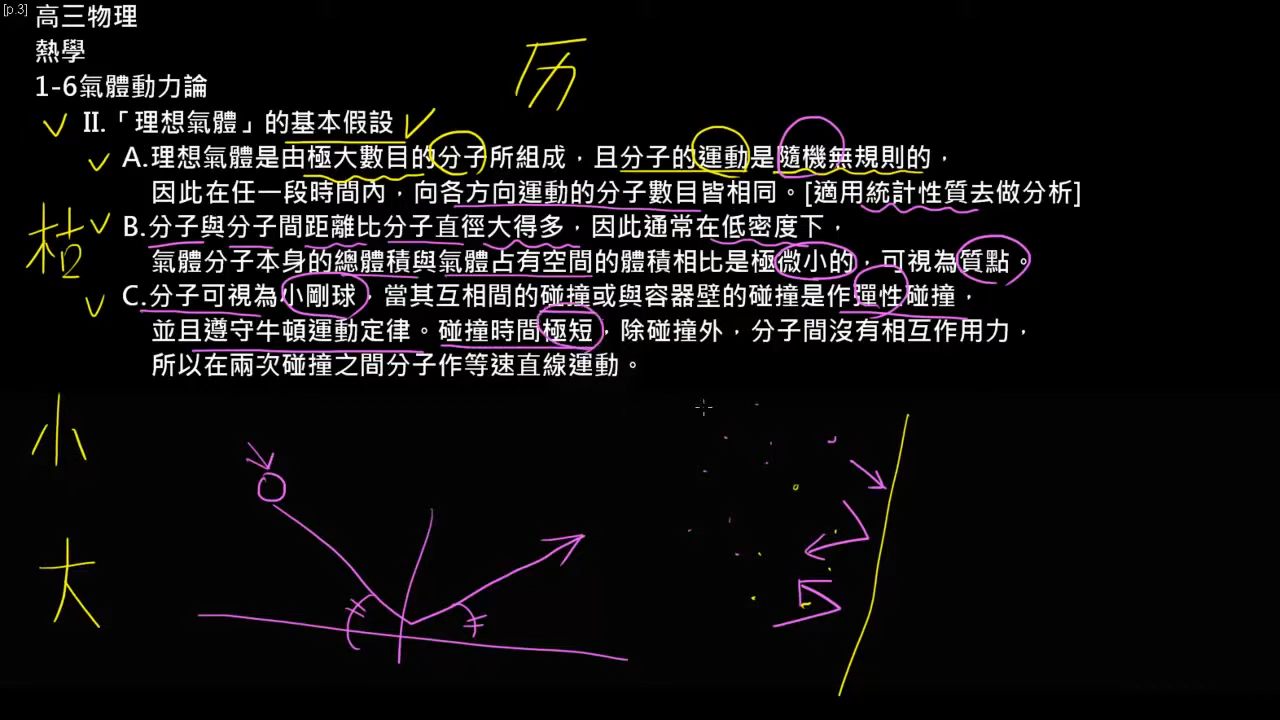 [p.3]
高三物理
熱學
1-6氣體動力論
历
II.「理想氣體」的基本假設
A.理想氣體是由極大數目的分子所組成，且分子的運動是隨機無規則的，
因此在任一段時間內，向各方向運動的分子數目皆相同。[適用統計性質去做分析]
B.分子與分子間距離比分子直徑大得多，因此通常在低密度下，
氣體分子本身的總體積與氣體占有空間的體積相比是極微小的，可視為質點。
C.分子可視為小剛球，當其互相間的碰撞或與容器壁的碰撞是作彈性碰撞，
並且遵守牛頓運動定律。碰撞時間極短，除碰撞外，分子間沒有相互作用力，
所以在兩次碰撞之間分子作等速直線運動。
小
大